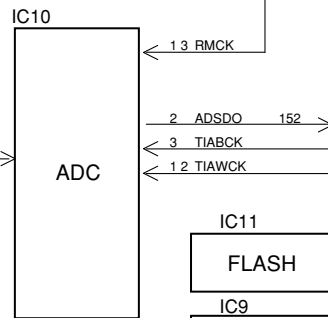 IC10
13 RMCK
2 ADSDO 152
3 TIABCK
12 TIAWCK
ADC
IC11
FLASH
IC9